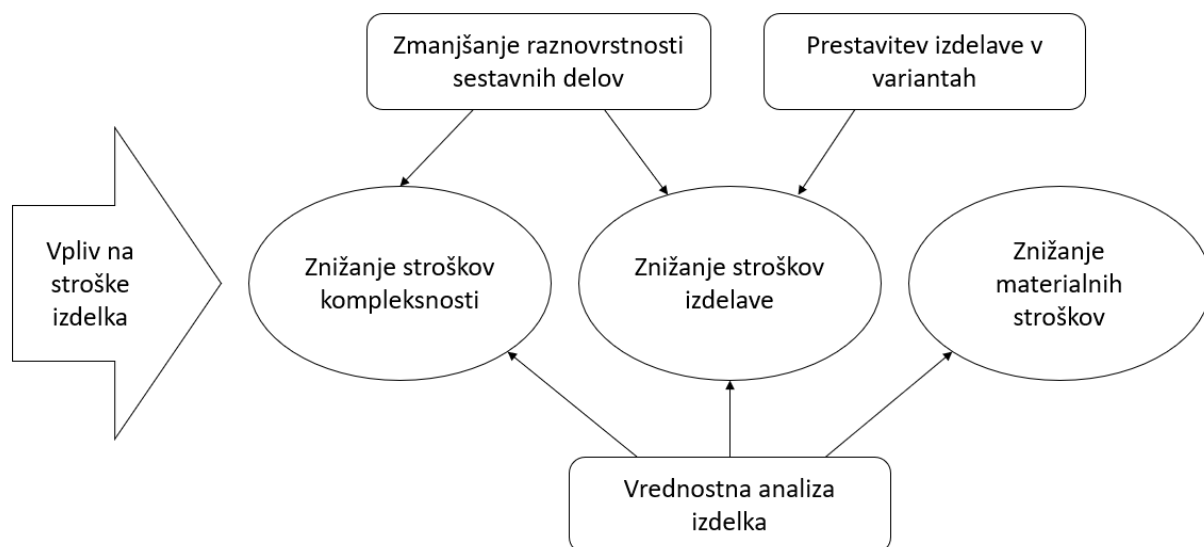 Zmanjšanje raznovrstnosti
sestavnih delov
Prestavitev izdelave v
variantah
Vpliv na
stroške
izdelka
Znižanje stroškov
kompleksnosti
Znižanje stroškov
izdelave
Znižanje
materialnih
stroškov
Vrednostna analiza
izdelka